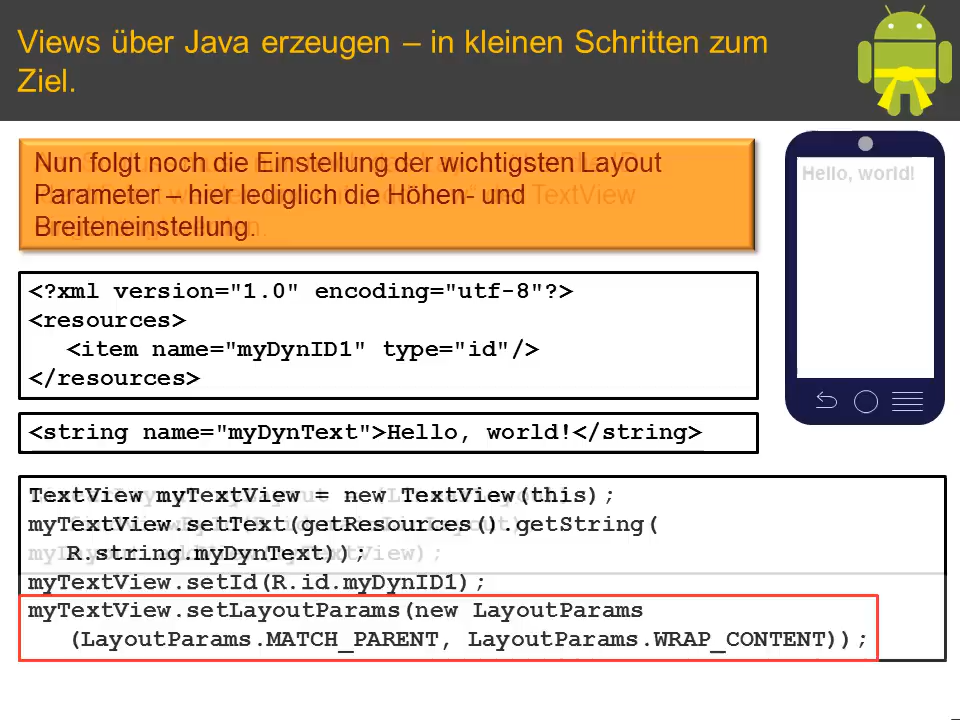 Views über Java erzeugen – in kleinen Schritten zum
Ziel.
Nun folgt noch die Einstellung der wichtigsten Layout
Parameter – hier lediglich die Höhen- und
Breiteneinstellung.
TextView
Hello, world!
<?xml version="1.0" encoding="utf-8"?>
<resources>
<item name="myDynID1" type="id"/>
</resources>
<string name="myDynText">Hello, world!</string>
TextView myTextView = new TextView(this);
myTextView.setText(getResources().getString(
R.string.myDynText));
myTextView.setId(R.id.myDynID1);
myTextView.setLayoutParams(new LayoutParams
(LayoutParams.MATCH_PARENT, LayoutParams.WRAP_CONTENT));